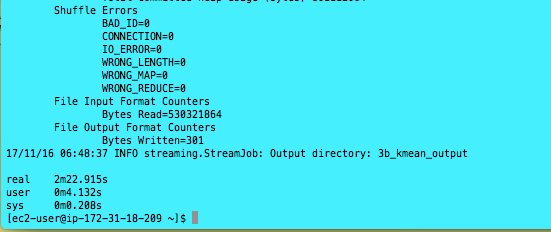 Shuffle Errors
BAD_ID=0
CONNECTION=0
IO_ERROR=0
WRONG_LENGTH=0
WRONG_MAP=0
WRONG_REDUCE=0
File Input Format Counters
Bytes Read=530321864
File Output Format Counters
Bytes Written=301
17/11/16 06:48:37 INFO streaming.StreamJob: Output directory: 3b_kmean_output
real 2m22.915s
user 0m4.132s
sys 0m0.208s
[ec2-user@ip-172-31-18-209 ~]$